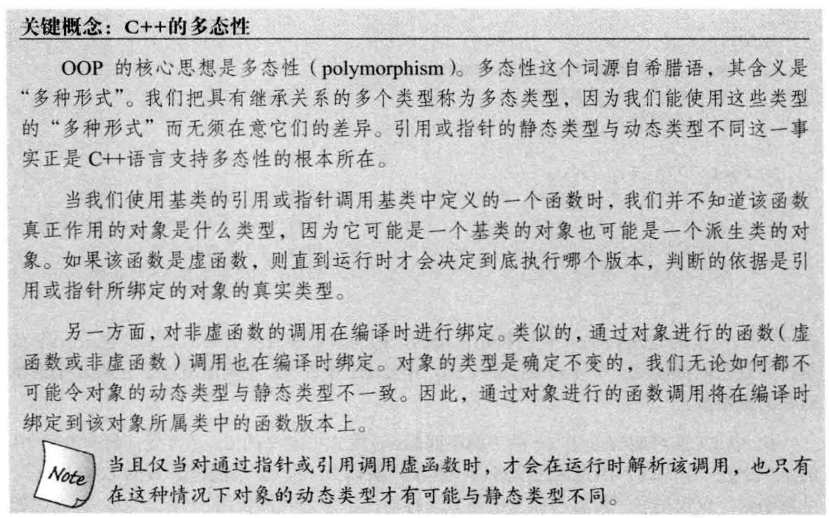 关键概念：C++的多态性
OOP 的核心思想是多态性（polymorphism）。多态性这个词源自希腊语，其含义是
“多种形式”。我们把具有继承关系的多个类型称为多态类型，因为我们能使用这些类型
的“多种形式”而无须在意它们的差异。引用或指针的静态类型与动态类型不同这一事
实正是 C++语言支持多态性的根本所在。
当我们使用基类的引用或指针调用基类中定义的一个函数时，我们并不知道该函数
真正作用的对象是什么类型，因为它可能是一个基类的对象也可能是一个派生类的对
象。如果该函数是虚函数，则直到运行时才会决定到底执行哪个版本，判断的依据是引
用或指针所绑定的对象的真实类型。
另一方面，对非虚函数的调用在编译时进行绑定。类似的，通过对象进行的函数（虚
函数或非虚函数）调用也在编译时绑定。对象的类型是确定不变的，我们无论如何都不
可能令对象的动态类型与静态类型不一致。因此，通过对象进行的函数调用将在编译时
绑定到该对象所属类中的函数版本上。
Note
当且仅当对通过指针或引用调用虚函数时，才会在运行时解析该调用，也只有
在这种情况下对象的动态类型才有可能与静态类型不同。